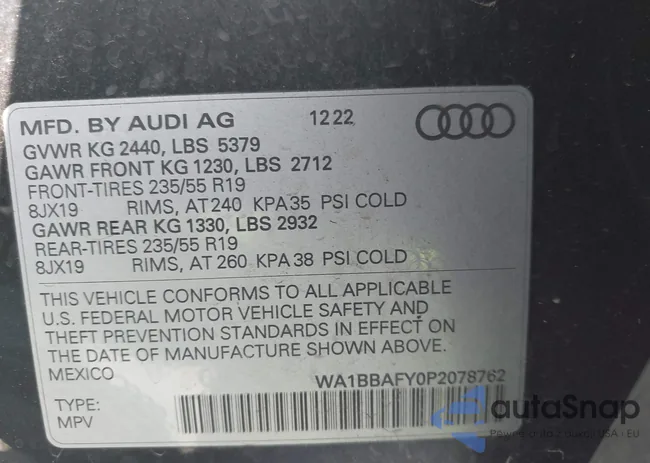 MFD. BY AUDI AG 12 22
GVWR KG 2440, LBS 5379
GAWR FRONT KG 1230, LBS 2712
FRONT-TIRES 235/55 R19
8JX19 RIMS, AT 240 KPA 35 PSI COLD
GAWR REAR KG 1330, LBS 2932
REAR-TIRES 235/55 R19
8JX19 RIMS, AT 260 KPA 38 PSI COLD
THIS VEHICLE CONFORMS TO ALL APPLICABLE
U.S. FEDERAL MOTOR VEHICLE SAFETY AND
THEFT PREVENTION STANDARDS IN EFFECT ON
THE DATE OF MANUFACTURE SHOWN ABOVE.
MEXICO WA1BBAFY0P2078762
TYPE:
MPV
autaSnap
USA i EU